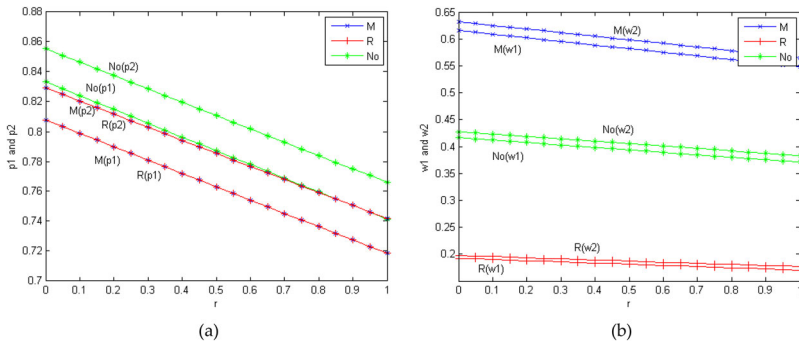 0.88
0.86
0.84
0.82
0.8
0.78
0.76
0.74
0.72
0.7
p1 and p2
0 0.1 0.2 0.3 0.4 0.5 0.6 0.7 0.8 0.9 1
r
M
R
No
No(p2)
No(p1)
M(p2)
R(p2)
M(p1)
R(p1)
(a)
0.65
0.6
0.55
0.5
0.45
0.4
0.35
0.3
0.25
0.2
w1 and w2
0 0.1 0.2 0.3 0.4 0.5 0.6 0.7 0.8 0.9 1
r
M
R
No
M(w2)
M(w1)
No(w2)
No(w1)
R(w2)
R(w1)
(b)